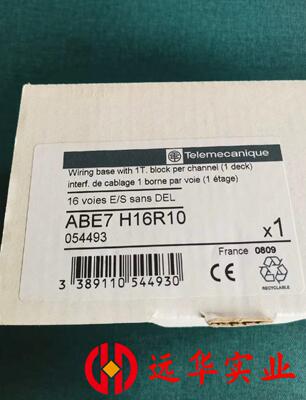 Telemecanique
Wiring base with 1T. block per channel (1 deck)
interf. de cablage 1 borne par voie (1 étage)
16 voies E/S sans DEL
ABE7 H16R10
054493
x1
France 0809
3 389110 544930
CE
RECYCLABLE
远华实业